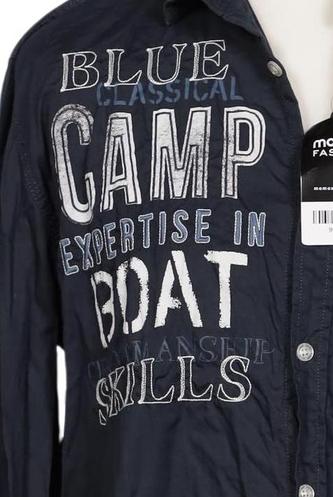 BLUE
CLASSICAL
CAMP
EXPERTISE IN
BOAT
SKILLS